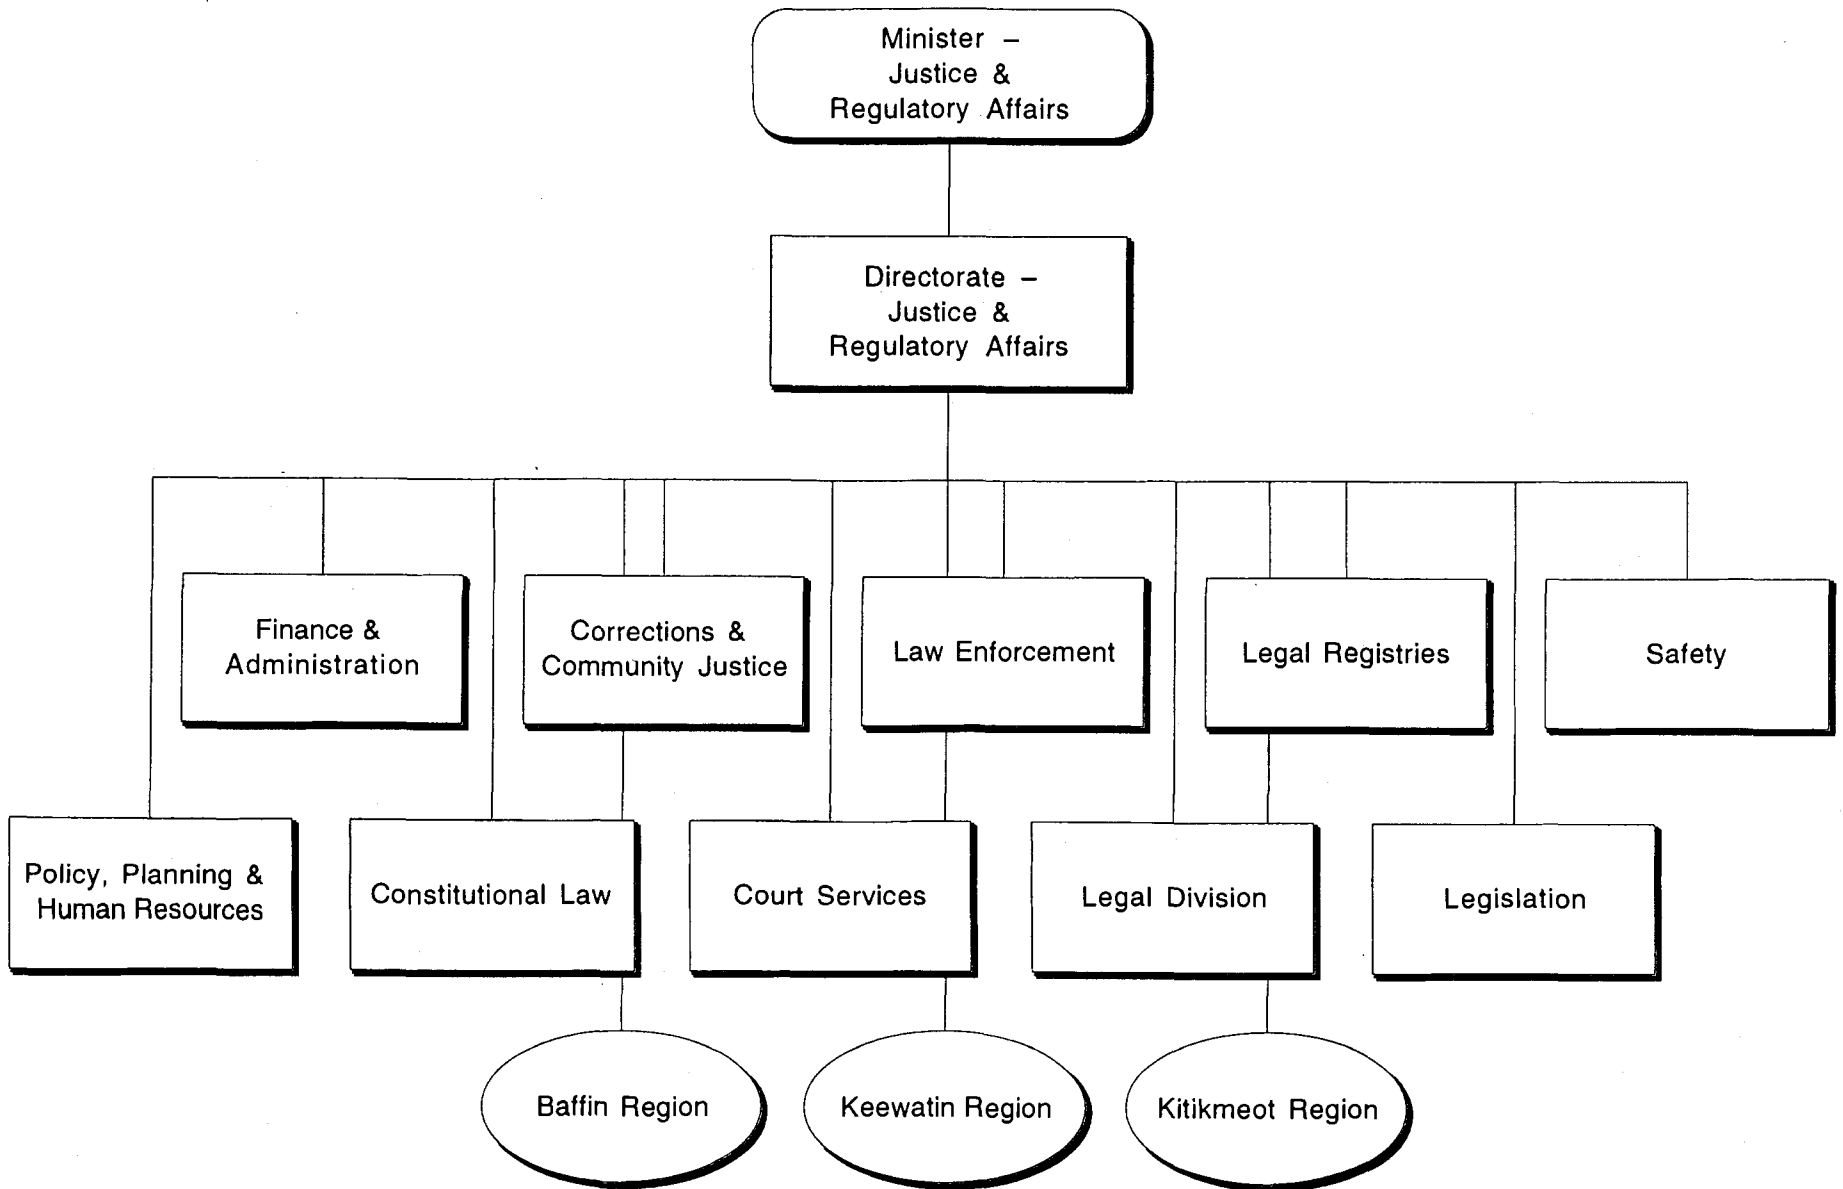 Minister –
Justice &
Regulatory Affairs
Directorate –
Justice &
Regulatory Affairs
Finance &
Administration
Corrections &
Community Justice
Law Enforcement
Legal Registries
Safety
Policy, Planning &
Human Resources
Constitutional Law
Court Services
Legal Division
Legislation
Baffin Region
Keewatin Region
Kitikmeot Region